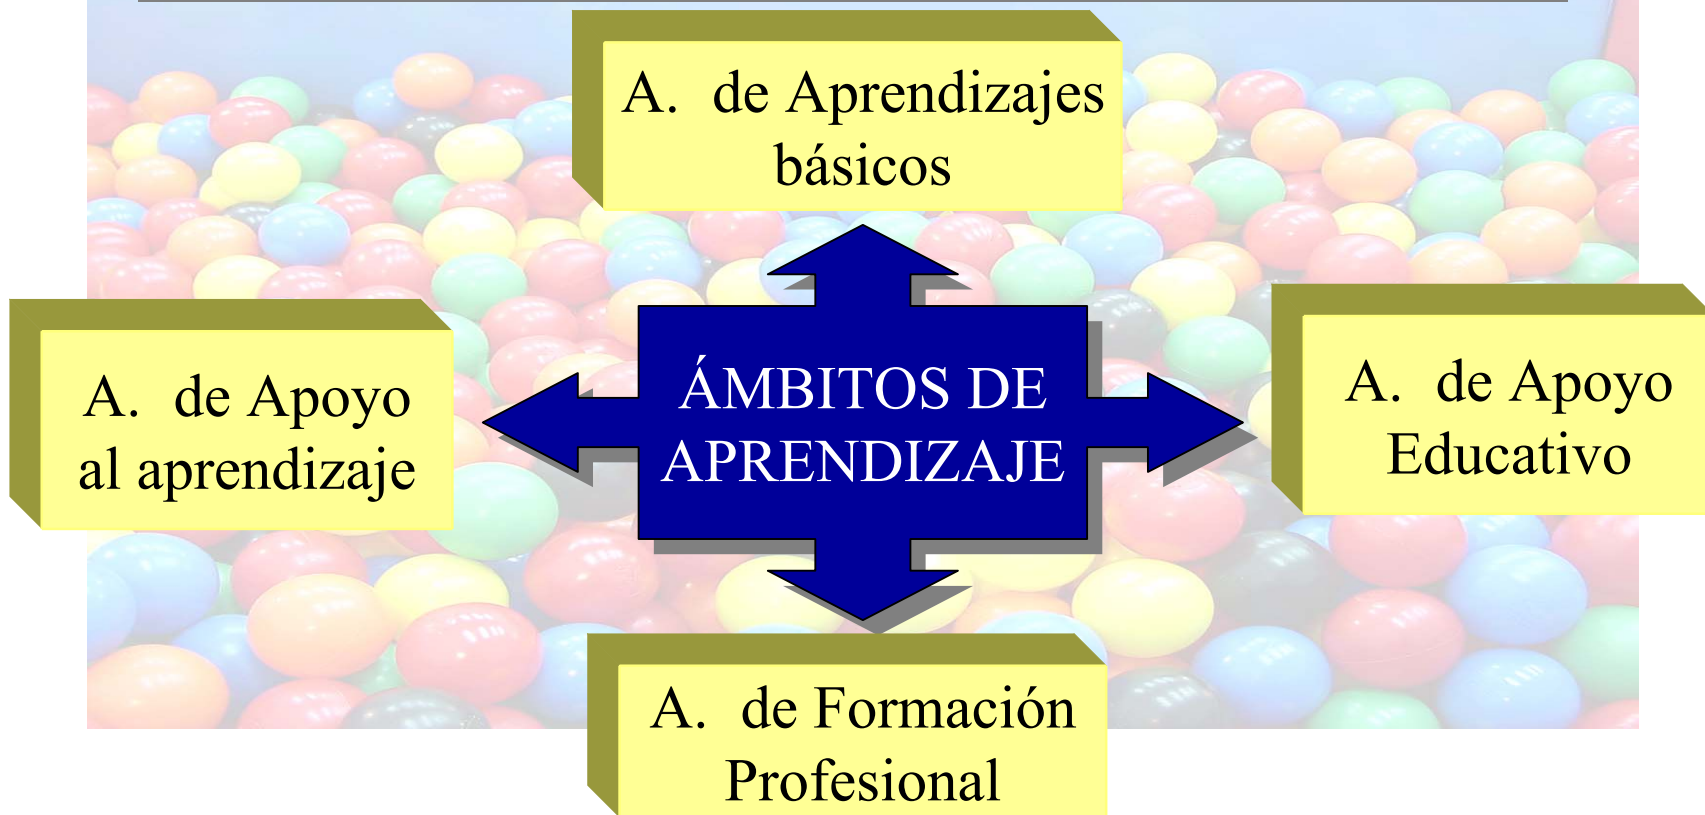 A. de Aprendizajes
básicos
A. de Apoyo
al aprendizaje
ÁMBITOS DE
APRENDIZAJE
A. de Apoyo
Educativo
A. de Formación
Profesional